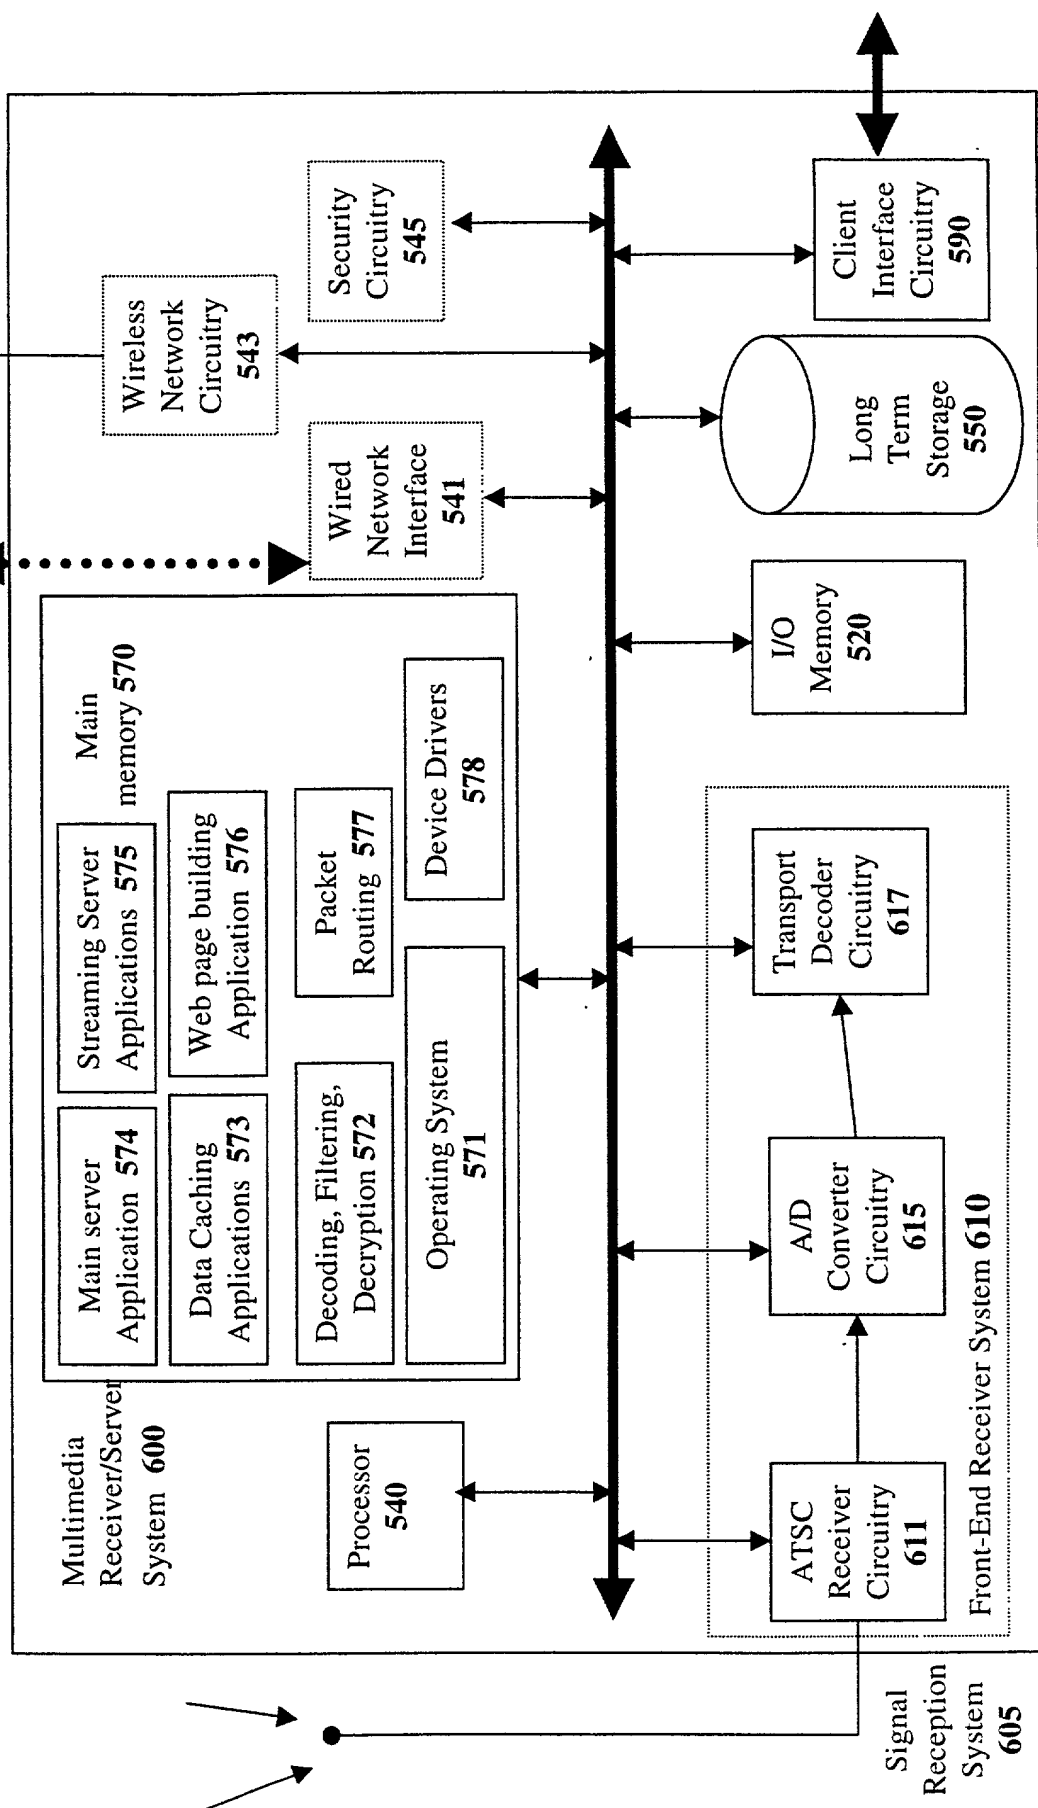 Multimedia
Receiver/Server
System 600
Main server
Application 574
Streaming Server
Applications 575
Main
memory 570
Data Caching
Applications 573
Web page building
Application 576
Decoding, Filtering,
Decryption 572
Packet
Routing 577
Operating System
571
Device Drivers
578
Processor
540
Wired
Network
Interface
541
Wireless
Network
Circuitry
543
Security
Circuitry
545
ATSC
Receiver
Circuitry
611
A/D
Converter
Circuitry
615
Transport
Decoder
Circuitry
617
Front-End Receiver System 610
I/O
Memory
520
Long
Term
Storage
550
Client
Interface
Circuitry
590
Signal
Reception
System
605